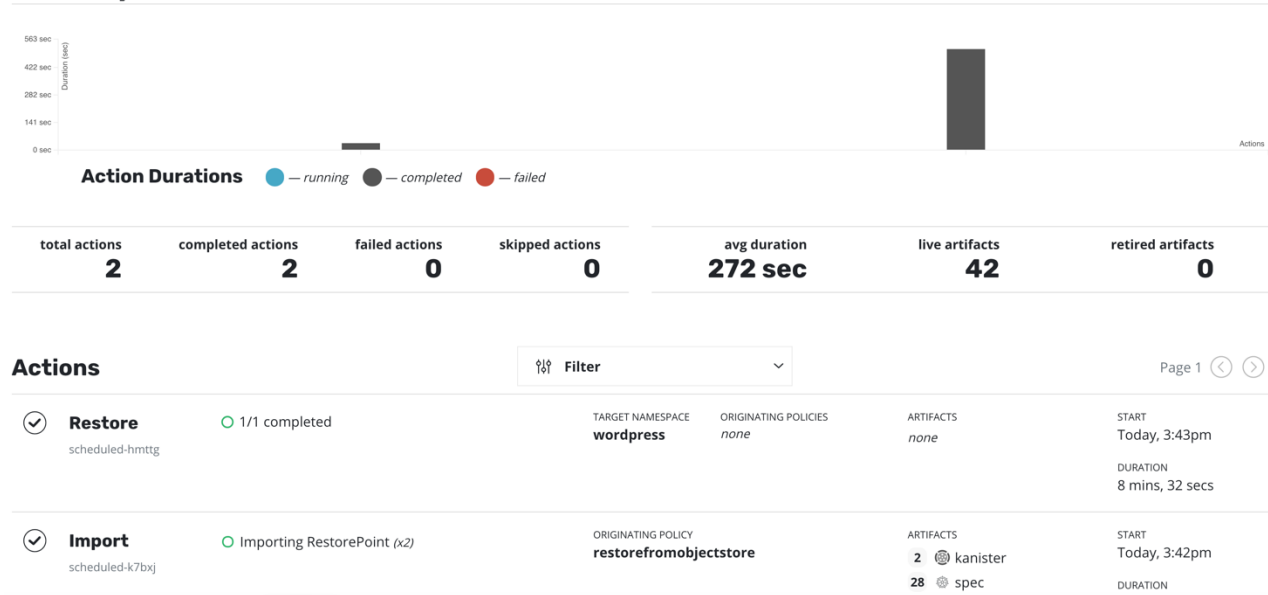 563 sec
422 sec
282 sec
141 sec
0 sec
Duration (sec)
Actions
Action Durations — running — completed — failed
total actions completed actions failed actions skipped actions avg duration live artifacts retired artifacts
2 2 0 0 272 sec 42 0
Actions Filter Page 1
Restore 1/1 completed TARGET NAMESPACE ORIGINATING POLICIES ARTIFACTS START
scheduled-hmttg wordpress none none Today, 3:43pm
DURATION
8 mins, 32 secs
Import Importing RestorePoint (x2) ORIGINATING POLICY ARTIFACTS START
scheduled-k7bxj restorefromobjectstore 2 kanister Today, 3:42pm
28 spec DURATION